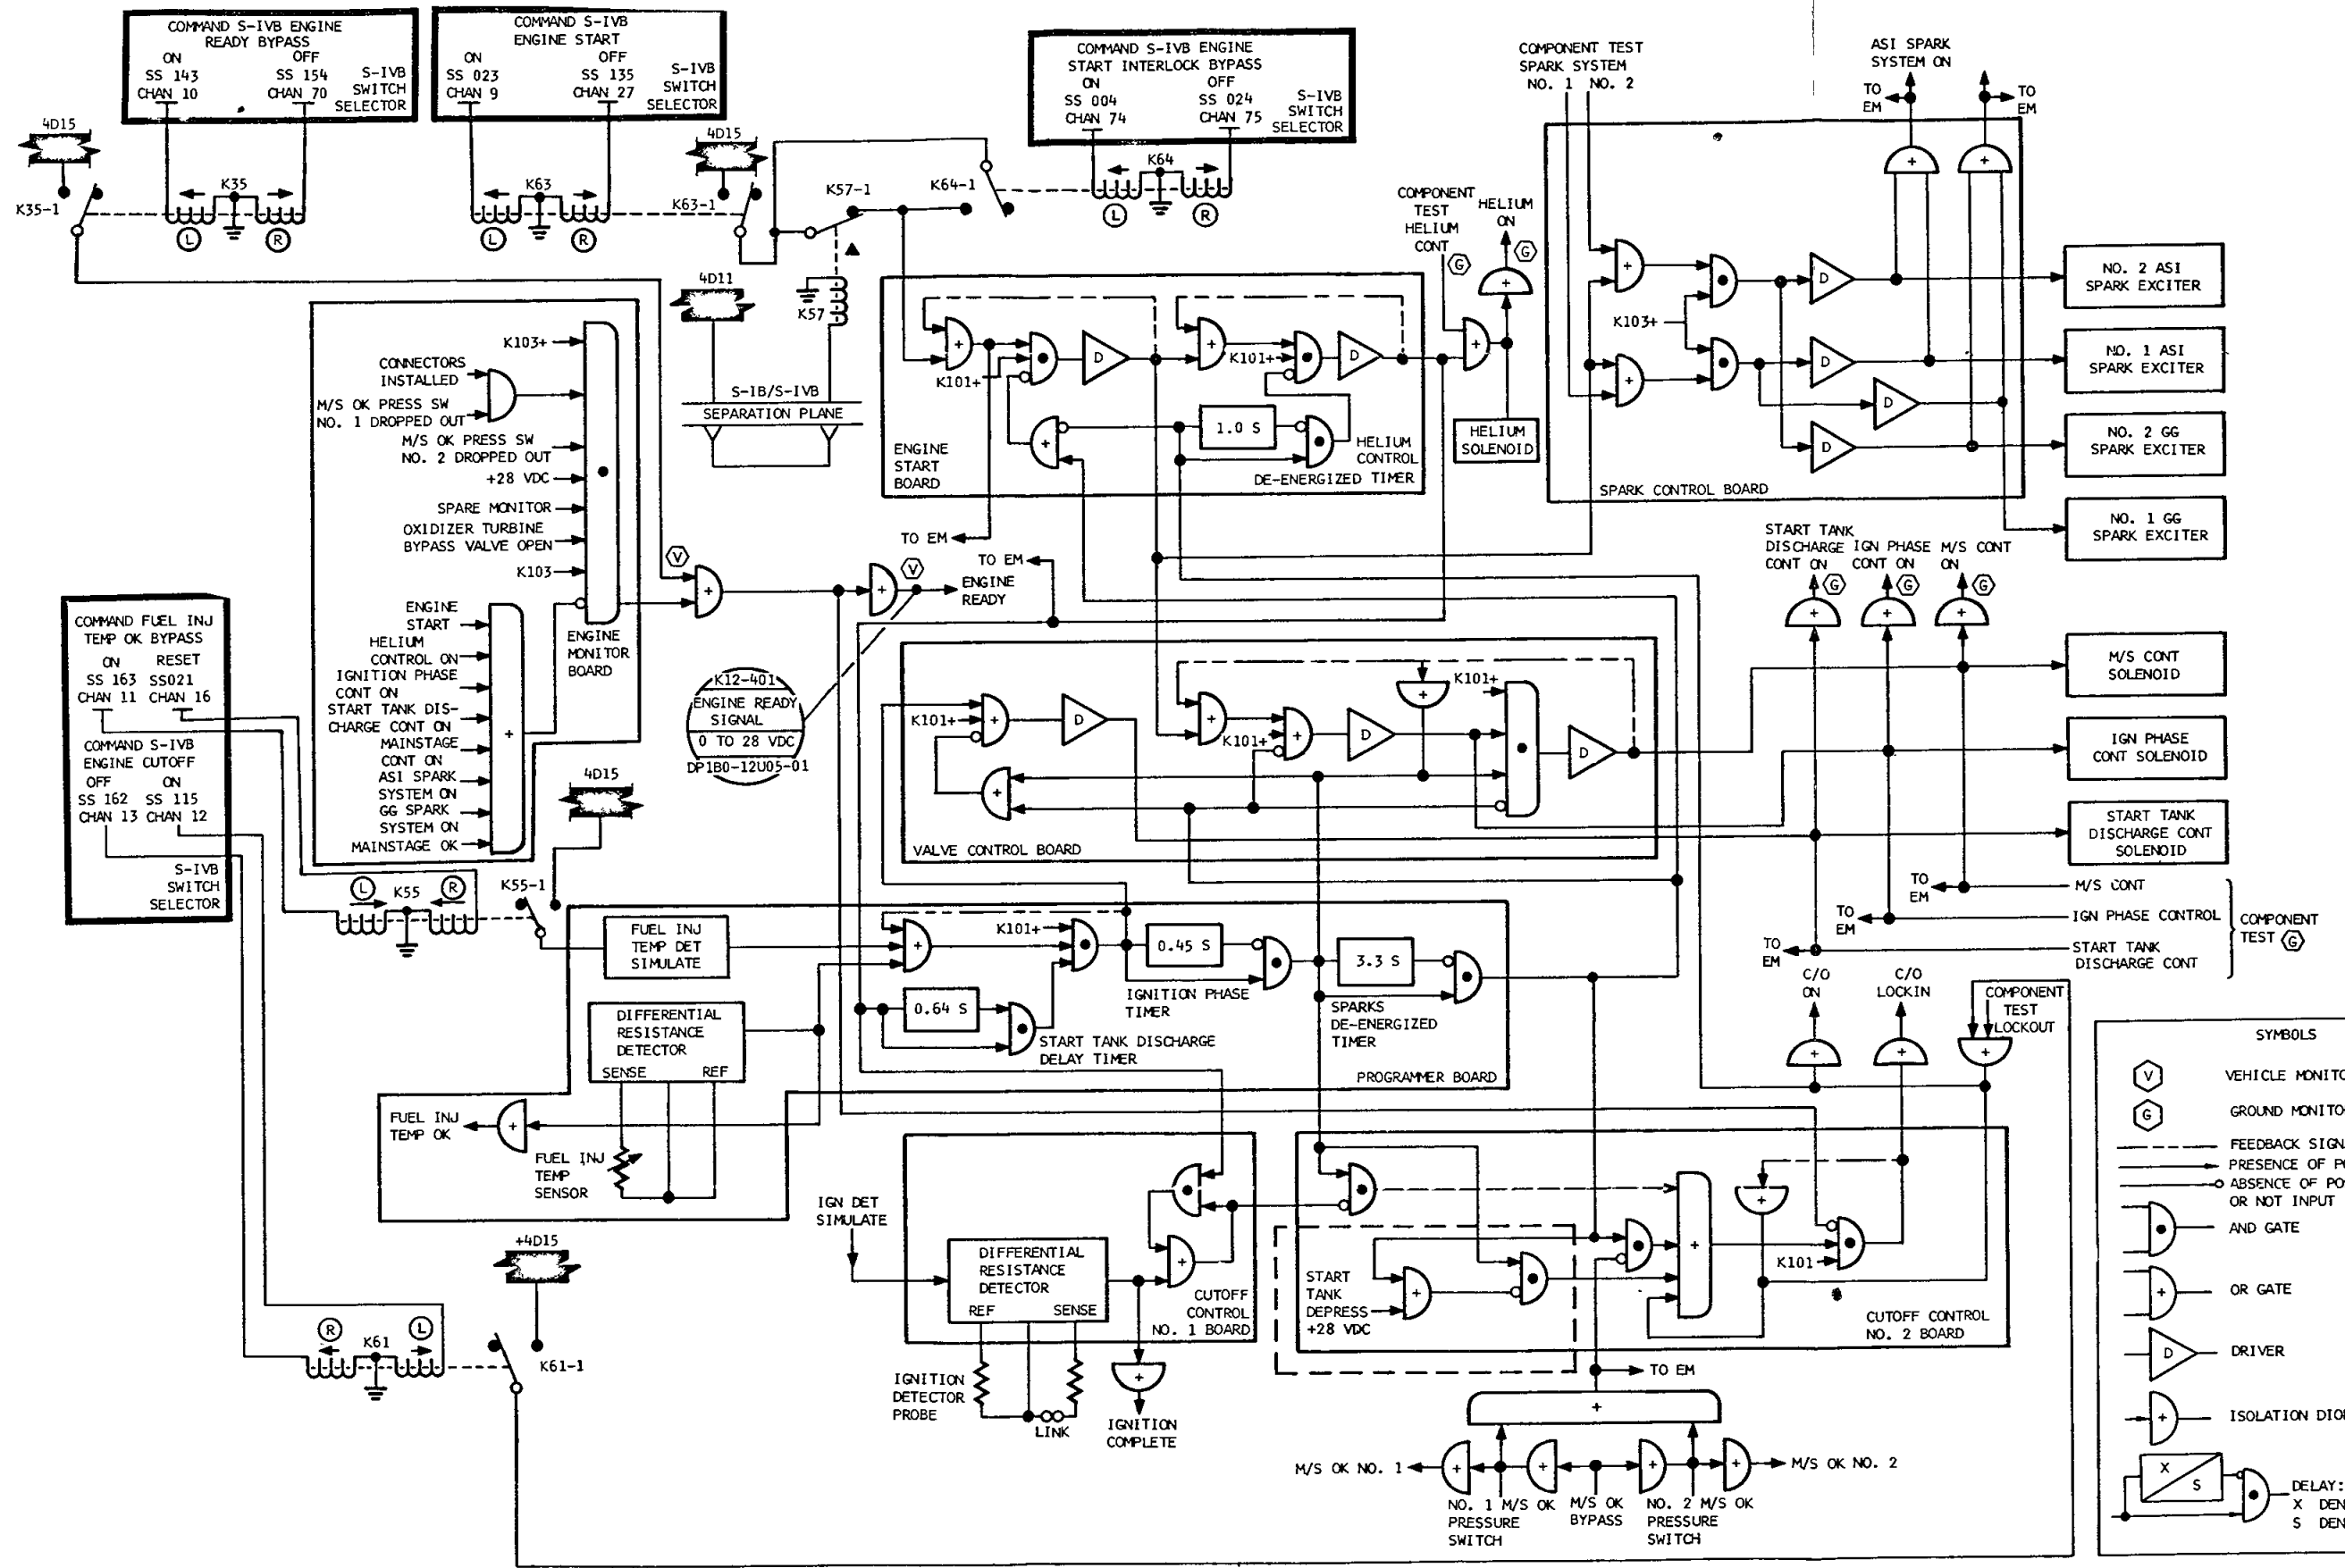 COMMAND S-IVB ENGINE
READY BYPASS
ON OFF
SS 143 SS 154
CHAN 10 CHAN 70
S-IVB
SWITCH
SELECTOR
COMMAND S-IVB
ENGINE START
ON OFF
SS 023 SS 135
CHAN 9 CHAN 27
S-IVB
SWITCH
SELECTOR
COMMAND S-IVB ENGINE
START INTERLOCK BYPASS
ON OFF
SS 004 SS 024
CHAN 74 CHAN 75
S-IVB
SWITCH
SELECTOR
4D15
K35-1
K35
L
R
K63
L
R
4D15
K63-1
K57-1
K64-1
K64
L
R
4D11
K57
S-IB/S-IVB
SEPARATION PLANE
COMPONENT
TEST
HELIUM
CONT
G
HELIUM
ON
G
COMPONENT TEST
SPARK SYSTEM
NO. 1 NO. 2
ASI SPARK
SYSTEM ON
TO
EM
TO
EM
K103+
D
D
D
D
SPARK CONTROL BOARD
NO. 2 ASI
SPARK EXCITER
NO. 1 ASI
SPARK EXCITER
NO. 2 GG
SPARK EXCITER
NO. 1 GG
SPARK EXCITER
K101+
D
K101+
D
1.0 S
ENGINE
START
BOARD
HELIUM
CONTROL
DE-ENERGIZED TIMER
HELIUM
SOLENOID
TO EM
TO EM
K103+
CONNECTORS
INSTALLED
M/S OK PRESS SW
NO. 1 DROPPED OUT
M/S OK PRESS SW
NO. 2 DROPPED OUT
+28 VDC
SPARE MONITOR
OXIDIZER TURBINE
BYPASS VALVE OPEN
K103
ENGINE
START
HELIUM
CONTROL ON
IGNITION PHASE
CONT ON
START TANK DIS-
CHARGE CONT ON
MAINSTAGE
CONT ON
ASI SPARK
SYSTEM ON
GG SPARK
SYSTEM ON
MAINSTAGE OK
ENGINE
MONITOR
BOARD
V
V
ENGINE
READY
K12-401
ENGINE READY
SIGNAL
0 TO 28 VDC
DP1B0-12U05-01
COMMAND FUEL INJ
TEMP OK BYPASS
ON RESET
SS 163 SS021
CHAN 11 CHAN 16
COMMAND S-IVB
ENGINE CUTOFF
OFF ON
SS 162 SS 115
CHAN 13 CHAN 12
S-IVB
SWITCH
SELECTOR
START TANK
DISCHARGE
CONT ON
G
IGN PHASE
CONT ON
G
M/S CONT
ON
G
M/S CONT
SOLENOID
IGN PHASE
CONT SOLENOID
START TANK
DISCHARGE CONT
SOLENOID
K101+
D
K101+
D
K101+
D
VALVE CONTROL BOARD
TO
EM
M/S CONT
TO
EM
IGN PHASE CONTROL
TO
EM
START TANK
DISCHARGE CONT
COMPONENT
TEST G
4D15
K55-1
L
K55
R
FUEL INJ
TEMP DET
SIMULATE
K101+
0.45 S
IGNITION PHASE
TIMER
3.3 S
SPARKS
DE-ENERGIZED
TIMER
0.64 S
START TANK DISCHARGE
DELAY TIMER
PROGRAMMER BOARD
DIFFERENTIAL
RESISTANCE
DETECTOR
SENSE REF
FUEL INJ
TEMP OK
FUEL INJ
TEMP
SENSOR
C/O
ON
C/O
LOCKIN
COMPONENT
TEST
LOCKOUT
IGN DET
SIMULATE
DIFFERENTIAL
RESISTANCE
DETECTOR
REF SENSE
CUTOFF
CONTROL
NO. 1 BOARD
IGNITION
DETECTOR
PROBE
LINK
IGNITION
COMPLETE
START
TANK
DEPRESS
+28 VDC
K101
CUTOFF CONTROL
NO. 2 BOARD
TO EM
M/S OK NO. 1
M/S OK NO. 2
NO. 1 M/S OK
PRESSURE
SWITCH
M/S OK
BYPASS
NO. 2 M/S OK
PRESSURE
SWITCH
+4D15
R
K61
L
K61-1
SYMBOLS
V VEHICLE MONITO
G GROUND MONITO
FEEDBACK SIGN
PRESENCE OF P
ABSENCE OF PO
OR NOT INPUT
AND GATE
OR GATE
D DRIVER
ISOLATION DIO
X
S
DELAY:
X DEN
S DEN